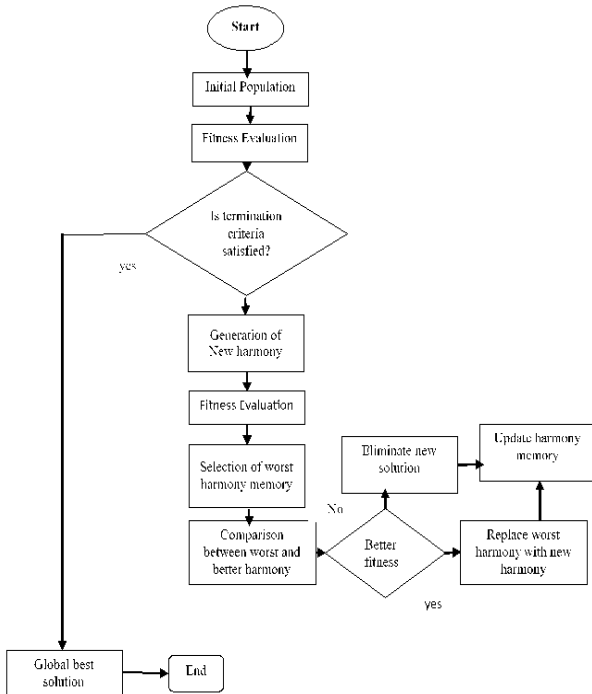 Start
Initial Population
Fitness Evaluation
Is termination
criteria
satisfied?
yes
Generation of
New harmony
Fitness Evaluation
Selection of worst
harmony memory
Comparison
between worst and
better harmony
No
Better
fitness
yes
Eliminate new
solution
Update harmony
memory
Replace worst
harmony with new
harmony
Global best
solution
End